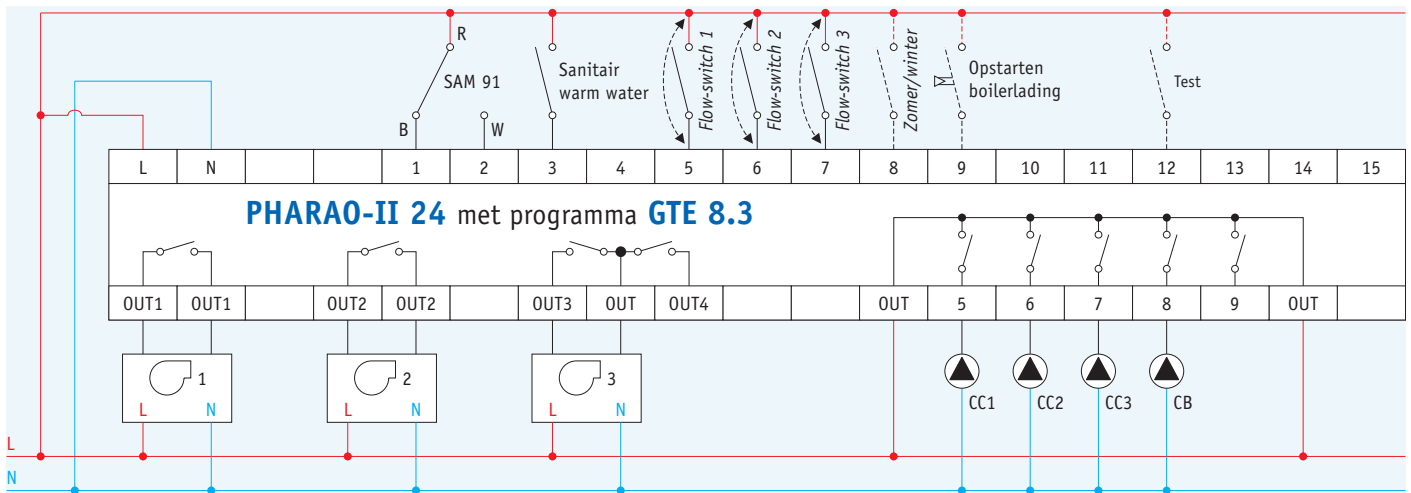 R
SAM 91
B
W
Sanitair
warm water
Flow-switch 1
Flow-switch 2
Flow-switch 3
Zomer/winter
M
Opstarten
boilerlading
Test
L N 1 2 3 4 5 6 7 8 9 10 11 12 13 14 15
PHARAO-II 24 met programma GTE 8.3
OUT1 OUT1 OUT2 OUT2 OUT3 OUT OUT4 OUT 5 6 7 8 9 OUT
1 2 3
L N L N L N
CC1 CC2 CC3 CB
L
N